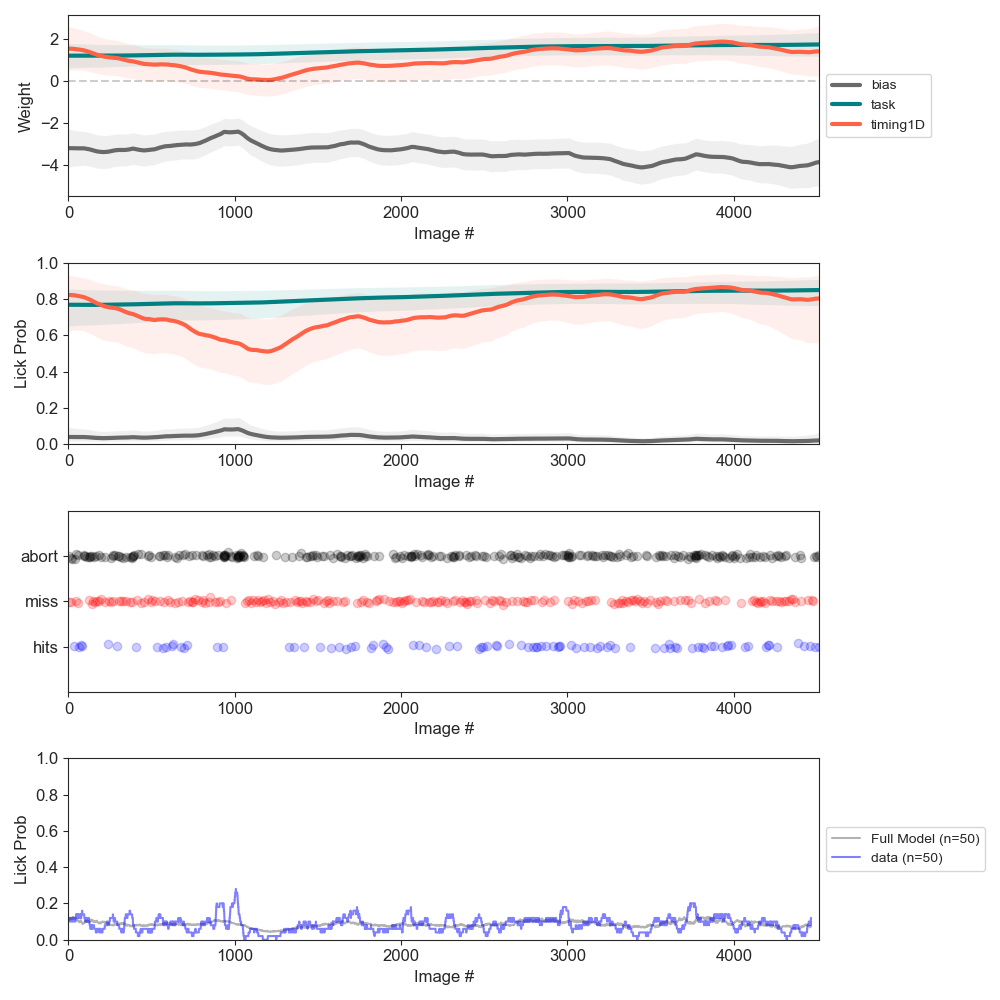 2
0
−2
−4
Weight
0 1000 2000 3000 4000
Image #
bias
task
timing1D
1.0
0.8
0.6
0.4
0.2
0.0
Lick Prob
0 1000 2000 3000 4000
Image #
abort
miss
hits
0 1000 2000 3000 4000
Image #
1.0
0.8
0.6
0.4
0.2
0.0
Lick Prob
0 1000 2000 3000 4000
Image #
Full Model (n=50)
data (n=50)